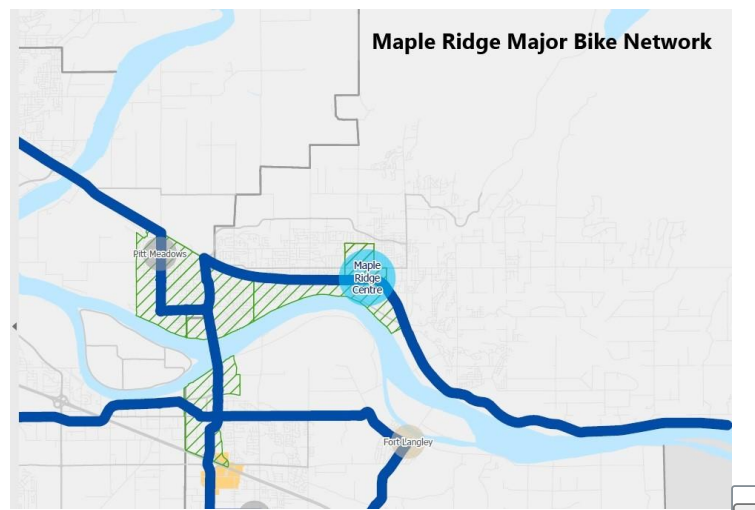 Maple Ridge Major Bike Network
Pitt Meadows
Maple
Ridge
Centre
Fort Langley